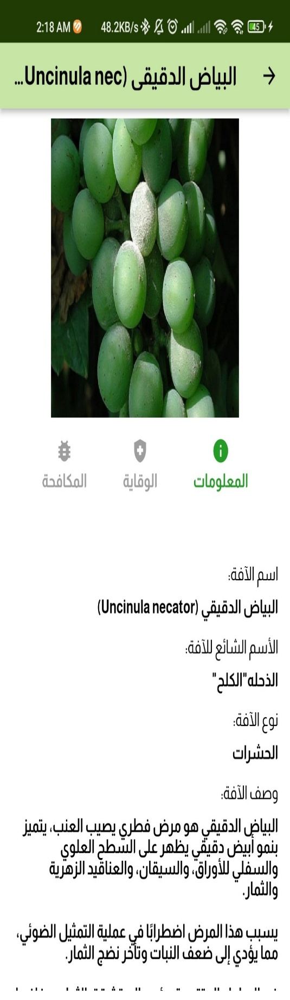 2:18 AM 48.2KB/s 45
البياض الدقيقي (Uncinula nec...
المعلومات الوقاية المكافحة
اسم الآفة:
البياض الدقيقي (Uncinula necator)
الأسم الشائع للآفة:
الذحله"الكلح"
نوع الآفة:
الحشرات
وصف الآفة:
البياض الدقيقي هو مرض فطري يصيب العنب، يتميز
بنمو أبيض دقيقي يظهر على السطح العلوي
والسفلي للأوراق، والسيقان، والعناقيد الزهرية
والثمار.
يسبب هذا المرض اضطرابًا في عملية التمثيل الضوئي،
مما يؤدي إلى ضعف النبات وتأخر نضج الثمار.